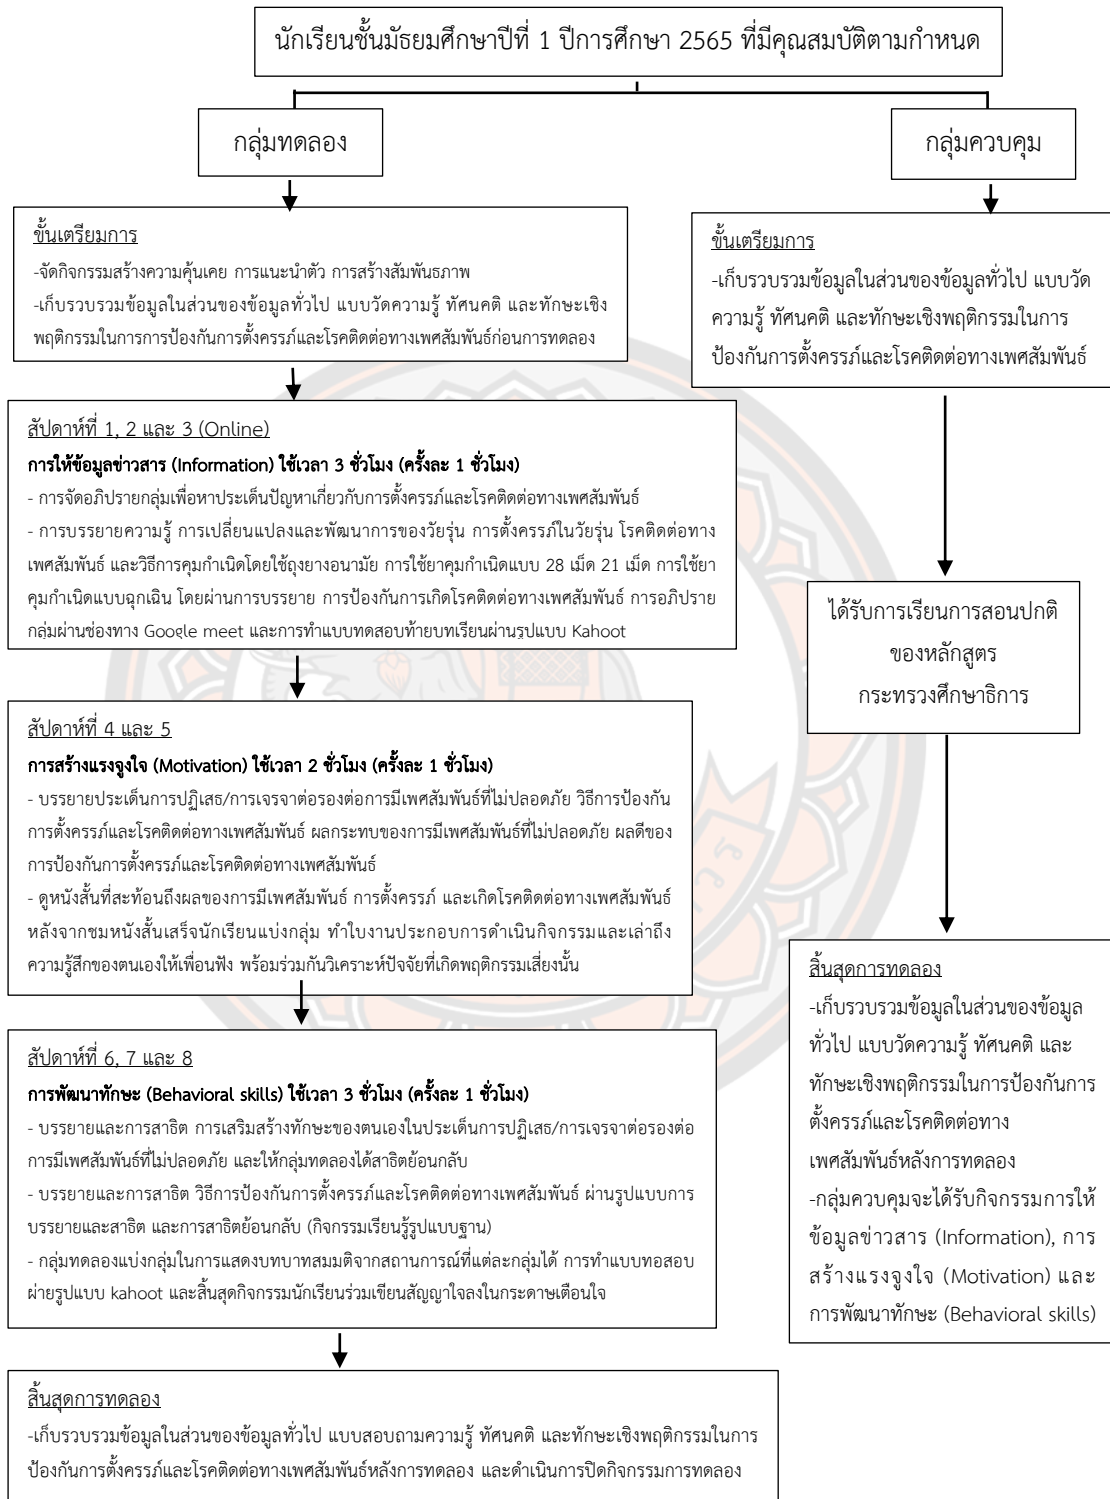 นักเรียนชั้นมัธยมศึกษาปีที่ 1 ปีการศึกษา 2565 ที่มีคุณสมบัติตามกำหนด
กลุ่มทดลอง
กลุ่มควบคุม
ขั้นเตรียมการ
-จัดกิจกรรมสร้างความคุ้นเคย การแนะนำตัว การสร้างสัมพันธภาพ
-เก็บรวบรวมข้อมูลในส่วนของข้อมูลทั่วไป แบบวัดความรู้ ทัศนคติ และทักษะเชิง
พฤติกรรมในการการป้องกันการตั้งครรภ์และโรคติดต่อทางเพศสัมพันธ์ก่อนการทดลอง
ขั้นเตรียมการ
-เก็บรวบรวมข้อมูลในส่วนของข้อมูลทั่วไป แบบวัด
ความรู้ ทัศนคติ และทักษะเชิงพฤติกรรมในการ
ป้องกันการตั้งครรภ์และโรคติดต่อทางเพศสัมพันธ์
สัปดาห์ที่ 1, 2 และ 3 (Online)
การให้ข้อมูลข่าวสาร (Information) ใช้เวลา 3 ชั่วโมง (ครั้งละ 1 ชั่วโมง)
- การจัดอภิปรายกลุ่มเพื่อหาประเด็นปัญหาเกี่ยวกับการตั้งครรภ์และโรคติดต่อทางเพศสัมพันธ์
- การบรรยายความรู้ การเปลี่ยนแปลงและพัฒนาการของวัยรุ่น การตั้งครรภ์ในวัยรุ่น โรคติดต่อทาง
เพศสัมพันธ์ และวิธีการคุมกำเนิดโดยใช้ถุงยางอนามัย การใช้ยาคุมกำเนิดแบบ 28 เม็ด 21 เม็ด การใช้ยา
คุมกำเนิดแบบฉุกเฉิน โดยผ่านการบรรยาย การป้องกันการเกิดโรคติดต่อทางเพศสัมพันธ์ การอภิปราย
กลุ่มผ่านช่องทาง Google meet และการทำแบบทดสอบท้ายบทเรียนผ่านรูปแบบ Kahoot
ได้รับการเรียนการสอนปกติ
ของหลักสูตร
กระทรวงศึกษาธิการ
สัปดาห์ที่ 4 และ 5
การสร้างแรงจูงใจ (Motivation) ใช้เวลา 2 ชั่วโมง (ครั้งละ 1 ชั่วโมง)
- บรรยายประเด็นการปฏิเสธ/การเจรจาต่อรองต่อการมีเพศสัมพันธ์ที่ไม่ปลอดภัย วิธีการป้องกัน
การตั้งครรภ์และโรคติดต่อทางเพศสัมพันธ์ ผลกระทบของการมีเพศสัมพันธ์ที่ไม่ปลอดภัย ผลดีของ
การป้องกันการตั้งครรภ์และโรคติดต่อทางเพศสัมพันธ์
- ดูหนังสั้นที่สะท้อนถึงผลของการมีเพศสัมพันธ์ การตั้งครรภ์ และเกิดโรคติดต่อทางเพศสัมพันธ์
หลังจากชมหนังสั้นเสร็จนักเรียนแบ่งกลุ่ม ทำใบงานประกอบการดำเนินกิจกรรมและเล่าถึง
ความรู้สึกของตนเองให้เพื่อนฟัง พร้อมร่วมกันวิเคราะห์ปัจจัยที่เกิดพฤติกรรมเสี่ยงนั้น
สัปดาห์ที่ 6, 7 และ 8
การพัฒนาทักษะ (Behavioral skills) ใช้เวลา 3 ชั่วโมง (ครั้งละ 1 ชั่วโมง)
- บรรยายและการสาธิต การเสริมสร้างทักษะของตนเองในประเด็นการปฏิเสธ/การเจรจาต่อรองต่อ
การมีเพศสัมพันธ์ที่ไม่ปลอดภัย และให้กลุ่มทดลองได้สาธิตย้อนกลับ
- บรรยายและการสาธิต วิธีการป้องกันการตั้งครรภ์และโรคติดต่อทางเพศสัมพันธ์ ผ่านรูปแบบการ
บรรยายและสาธิต และการสาธิตย้อนกลับ (กิจกรรมเรียนรู้รูปแบบฐาน)
- กลุ่มทดลองแบ่งกลุ่มในการแสดงบทบาทสมมติจากสถานการณ์ที่แต่ละกลุ่มได้ การทำแบบทอสอบ
ผ่ายรูปแบบ kahoot และสิ้นสุดกิจกรรมนักเรียนร่วมเขียนสัญญาใจลงในกระดาษเตือนใจ
สิ้นสุดการทดลอง
-เก็บรวบรวมข้อมูลในส่วนของข้อมูล
ทั่วไป แบบวัดความรู้ ทัศนคติ และ
ทักษะเชิงพฤติกรรมในการป้องกันการ
ตั้งครรภ์และโรคติดต่อทาง
เพศสัมพันธ์หลังการทดลอง
-กลุ่มควบคุมจะได้รับกิจกรรมการให้
ข้อมูลข่าวสาร (Information), การ
สร้างแรงจูงใจ (Motivation) และ
การพัฒนาทักษะ (Behavioral skills)
สิ้นสุดการทดลอง
-เก็บรวบรวมข้อมูลในส่วนของข้อมูลทั่วไป แบบสอบถามความรู้ ทัศนคติ และทักษะเชิงพฤติกรรมในการ
ป้องกันการตั้งครรภ์และโรคติดต่อทางเพศสัมพันธ์หลังการทดลอง และดำเนินการปิดกิจกรรมการทดลอง